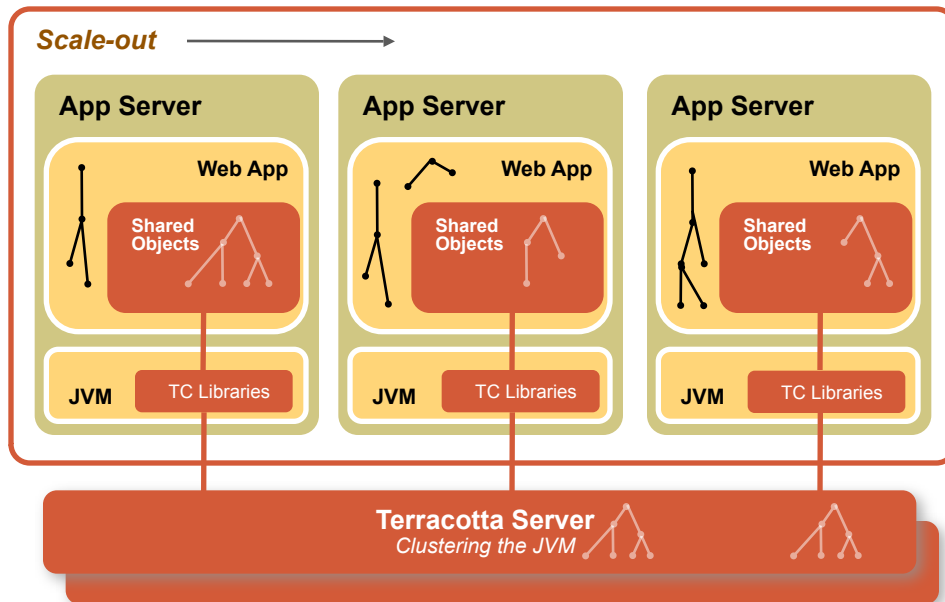 Scale-out
App Server
Web App
Shared
Objects
JVM
TC Libraries
App Server
Web App
Shared
Objects
JVM
TC Libraries
App Server
Web App
Shared
Objects
JVM
TC Libraries
Terracotta Server
Clustering the JVM